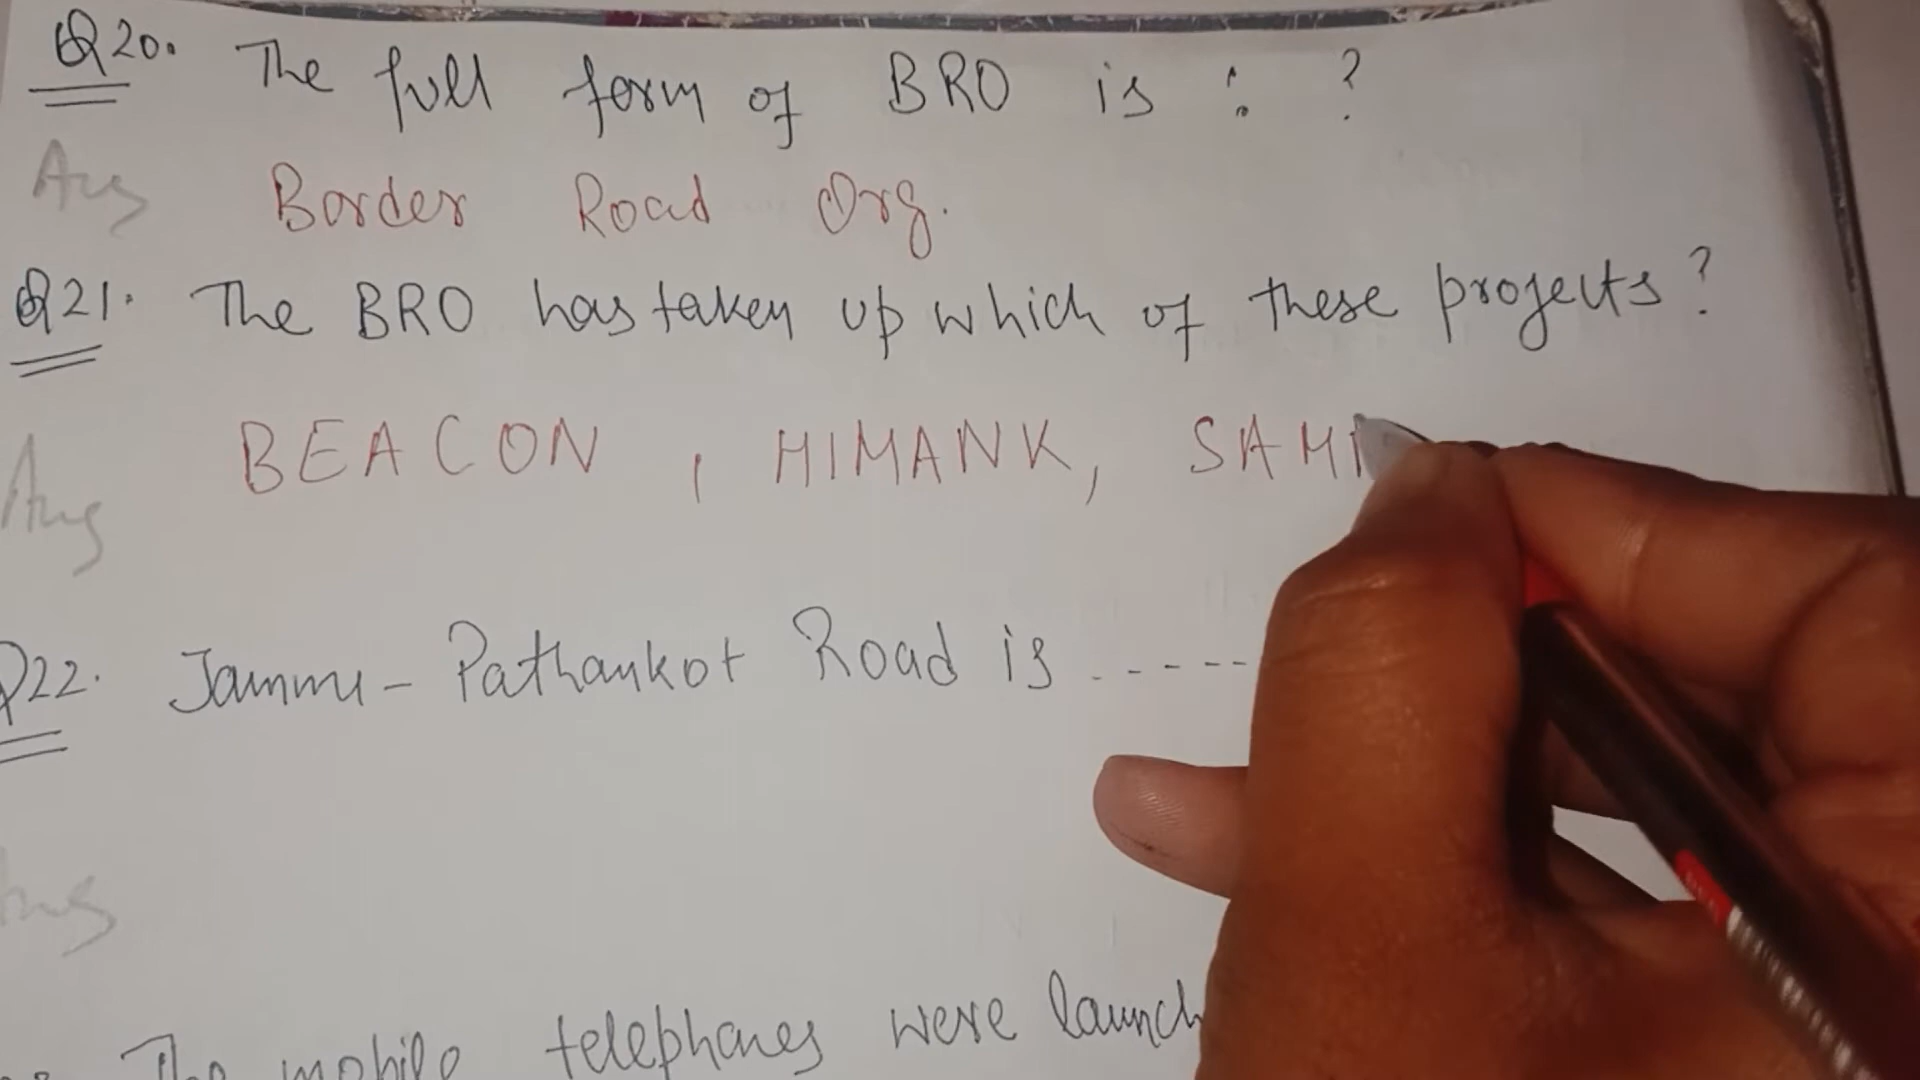 Q20. The full form of BRO is : ?
Ans Border Road Org.
Q21. The BRO has taken up which of these projects ?
Ans BEACON , HIMANK, SAM
Q22. Jammu - Pathankot Road is -----
Ans
The mobile telephones were launch